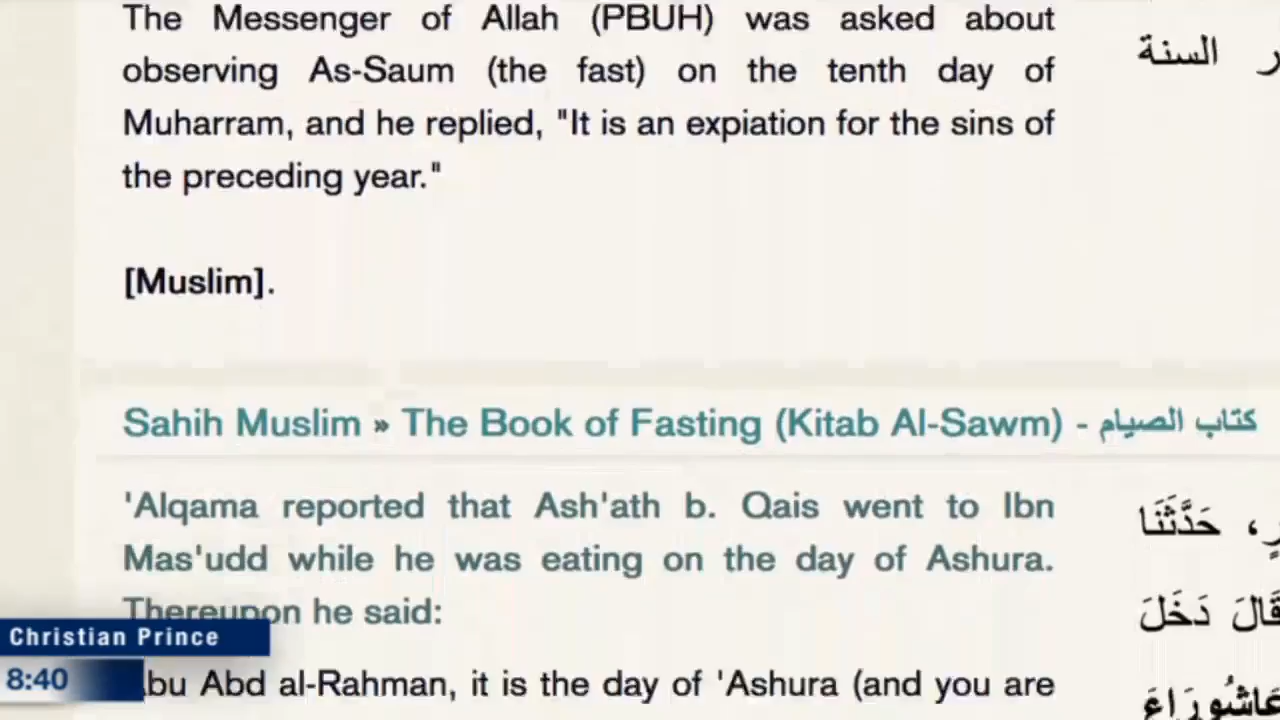 The Messenger of Allah (PBUH) was asked about
observing As-Saum (the fast) on the tenth day of
Muharram, and he replied, "It is an expiation for the sins of
the preceding year."
[Muslim].
السنة
Sahih Muslim » The Book of Fasting (Kitab Al-Sawm) - كتاب الصيام
'Alqama reported that Ash'ath b. Qais went to Ibn
Mas'udd while he was eating on the day of Ashura.
Thereupon he said:
حَدَّثَنَا
قَالَ دَخَلَ
bu Abd al-Rahman, it is the day of 'Ashura (and you are
عَاشُورَاءَ
Christian Prince
8:40